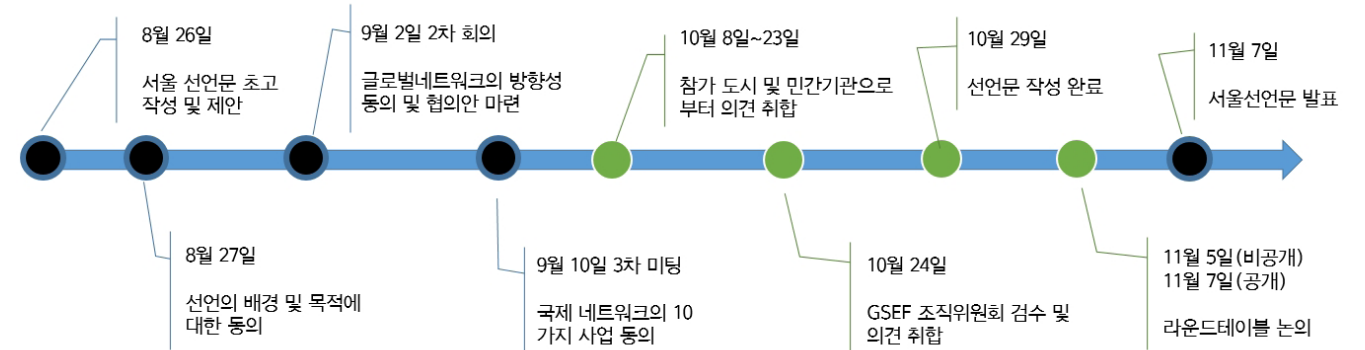 8월 26일
서울 선언문 초고
작성 및 제안
8월 27일
선언의 배경 및 목적에
대한 동의
9월 2일 2차 회의
글로벌네트워크의 방향성
동의 및 협의안 마련
9월 10일 3차 미팅
국제 네트워크의 10
가지 사업 동의
10월 8일~23일
참가 도시 및 민간기관으로
부터 의견 취합
10월 24일
GSEF 조직위원회 검수 및
의견 취합
10월 29일
선언문 작성 완료
11월 5일(비공개)
11월 7일(공개)
라운드테이블 논의
11월 7일
서울선언문 발표